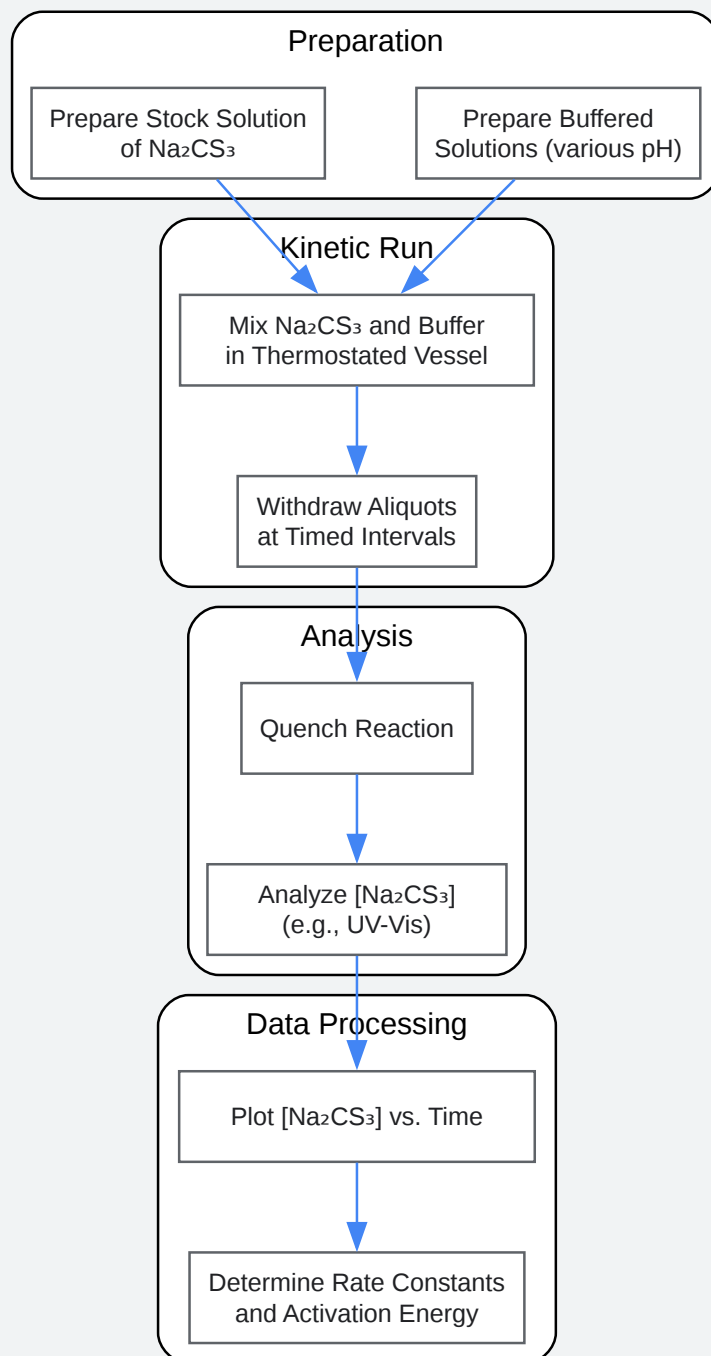 Preparation
Prepare Stock Solution
of Na₂CS₃
Prepare Buffered
Solutions (various pH)
Kinetic Run
Mix Na₂CS₃ and Buffer
in Thermostated Vessel
Withdraw Aliquots
at Timed Intervals
Analysis
Quench Reaction
Analyze [Na₂CS₃]
(e.g., UV-Vis)
Data Processing
Plot [Na₂CS₃] vs. Time
Determine Rate Constants
and Activation Energy